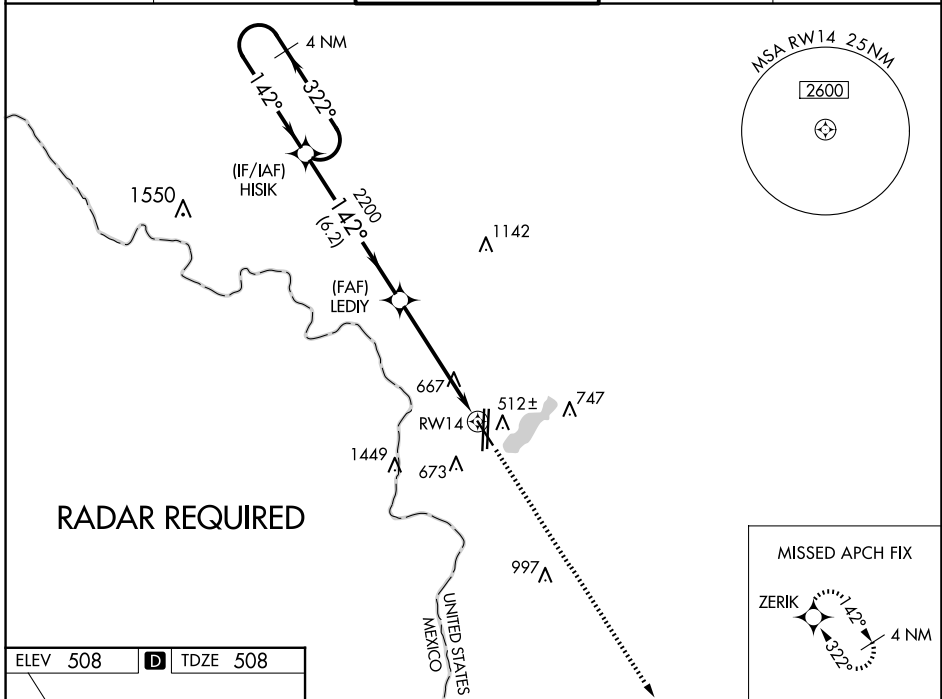 4 NM
142°
322°
MSA RW14 25NM
2600
(IF/IAF)
HISIK
1550
2200
142°
(6.2)
1142
(FAF)
LEDIY
667
512±
747
RW14
1449
673
RADAR REQUIRED
997
UNITED STATES
MEXICO
MISSED APCH FIX
ZERIK
142°
322°
4 NM
ELEV 508
D
TDZE 508